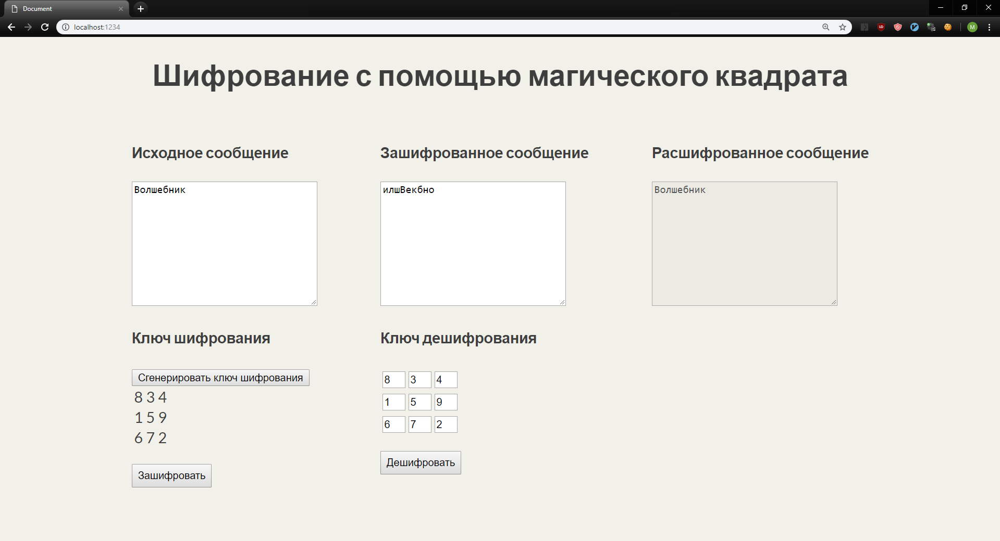 Document
localhost:1234
M
Шифрование с помощью магического квадрата
Исходное сообщение
Зашифрованное сообщение
Расшифрованное сообщение
Волшебник
илшВекбно
Волшебник
Ключ шифрования
Ключ дешифрования
Сгенерировать ключ шифрования
8 3 4
1 5 9
6 7 2
Зашифровать
8 3 4
1 5 9
6 7 2
Дешифровать